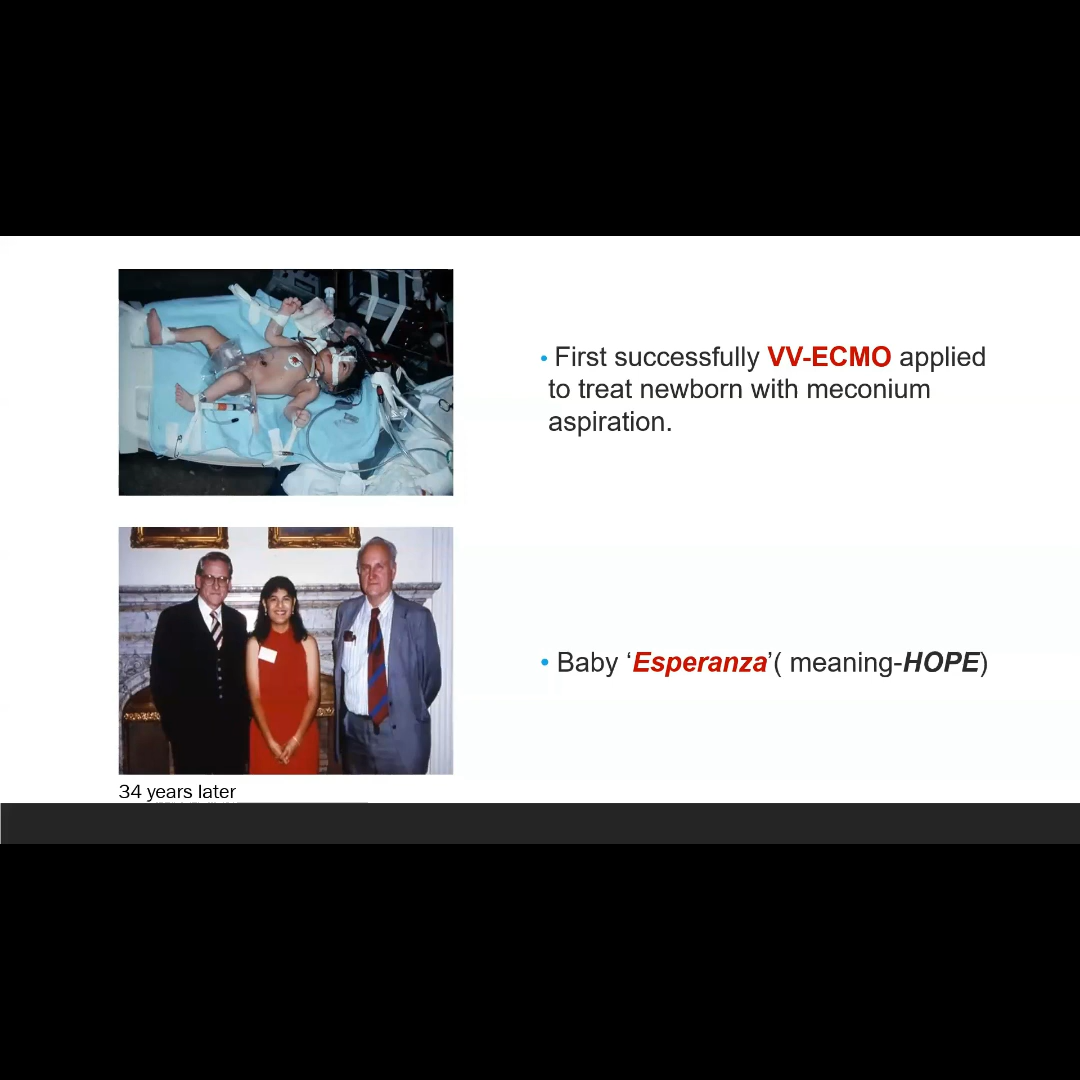 • First successfully VV-ECMO applied
to treat newborn with meconium
aspiration.
• Baby ‘Esperanza’( meaning-HOPE)
34 years later